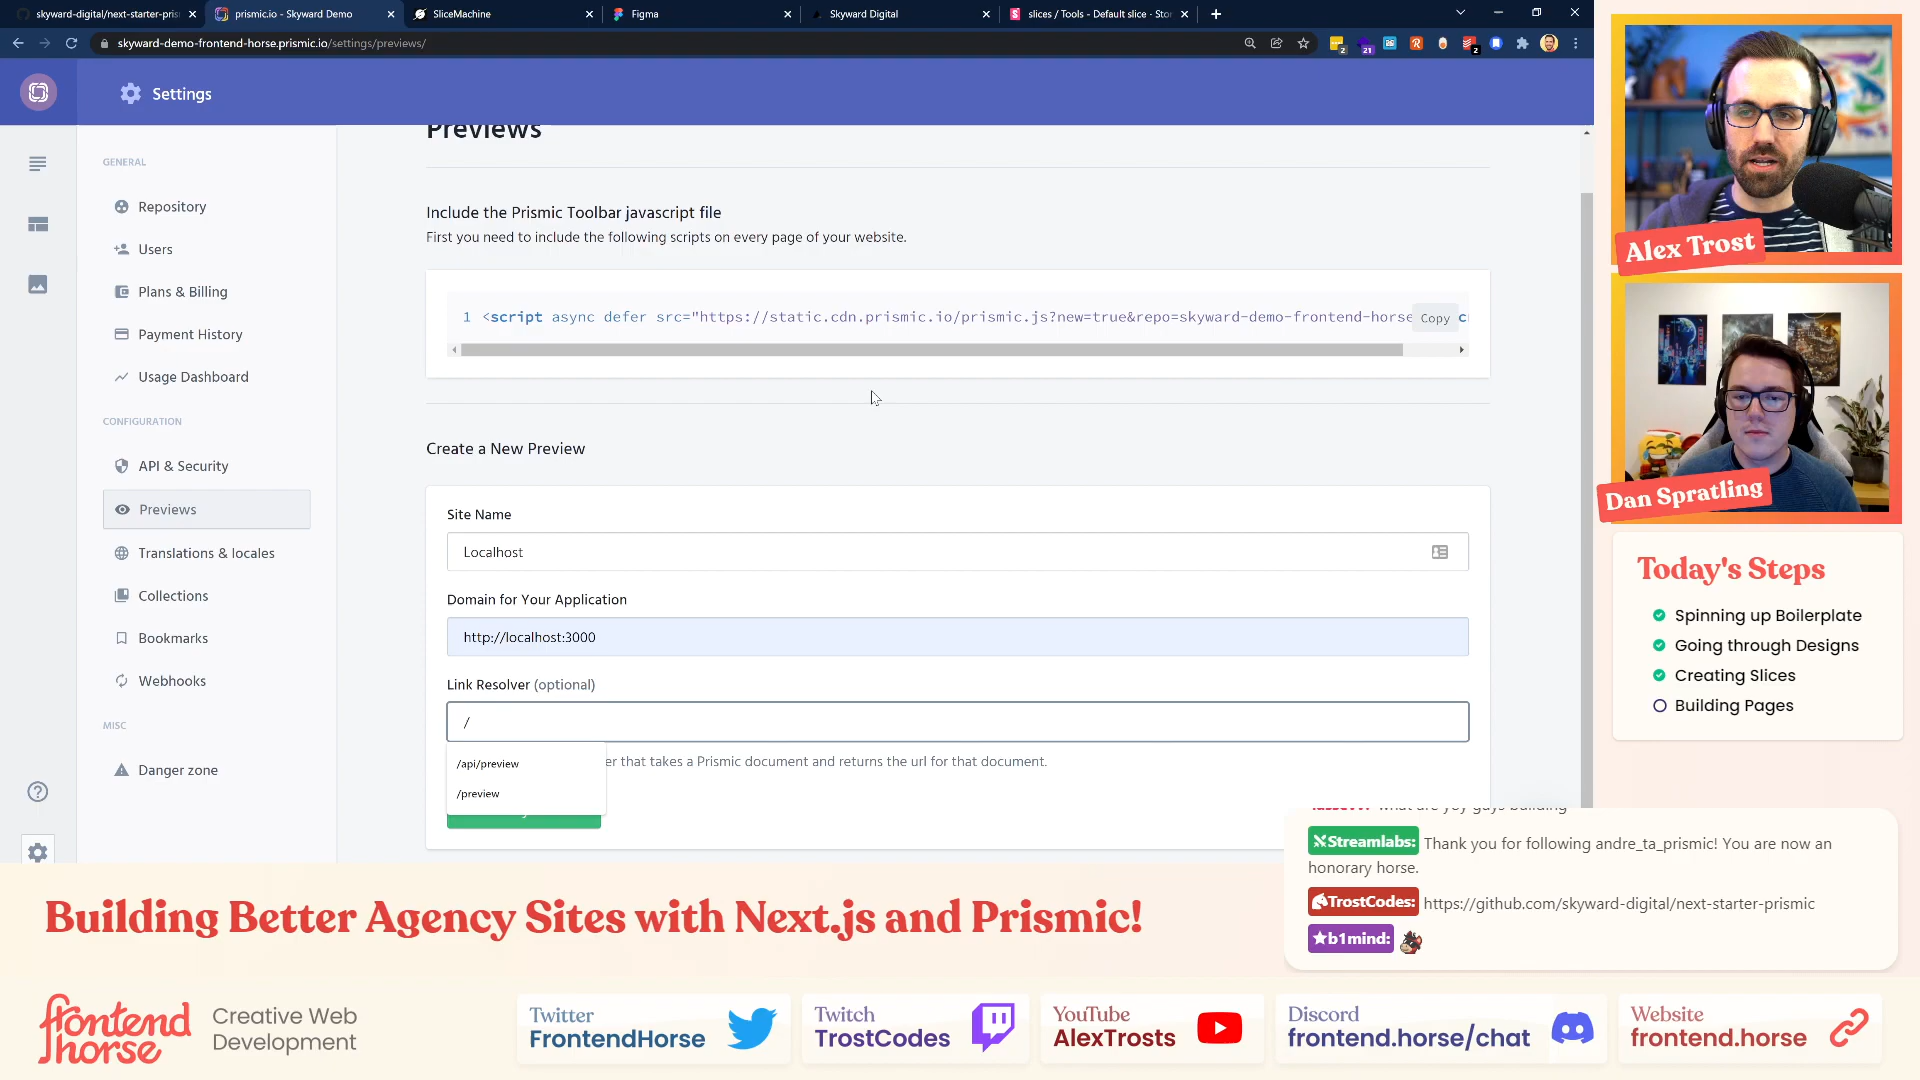 skyward-digital/next-starter-pris
prismic.io - Skyward Demo
SliceMachine
Figma
Skyward Digital
slices / Tools - Default slice - Sto
skyward-demo-frontend-horse.prismic.io/settings/previews/
2
21
2
Settings
GENERAL
Repository
Users
Plans & Billing
Payment History
Usage Dashboard
CONFIGURATION
API & Security
Previews
Translations & locales
Collections
Bookmarks
Webhooks
MISC
Danger zone
Previews
Include the Prismic Toolbar javascript file
First you need to include the following scripts on every page of your website.
1 <script async defer src="https://static.cdn.prismic.io/prismic.js?new=true&repo=skyward-demo-frontend-horse
Copy
Create a New Preview
Site Name
Localhost
Domain for Your Application
http://localhost:3000
Link Resolver (optional)
/
/api/preview
/preview
that takes a Prismic document and returns the url for that document.
Alex Trost
Dan Spratling
Today's Steps
Spinning up Boilerplate
Going through Designs
Creating Slices
Building Pages
what are yoy guys building
Streamlabs: Thank you for following andre_ta_prismic! You are now an
honorary horse.
TrostCodes: https://github.com/skyward-digital/next-starter-prismic
b1mind:
Building Better Agency Sites with Next.js and Prismic!
frontend
horse
Creative Web
Development
Twitter
FrontendHorse
Twitch
TrostCodes
YouTube
AlexTrosts
Discord
frontend.horse/chat
Website
frontend.horse